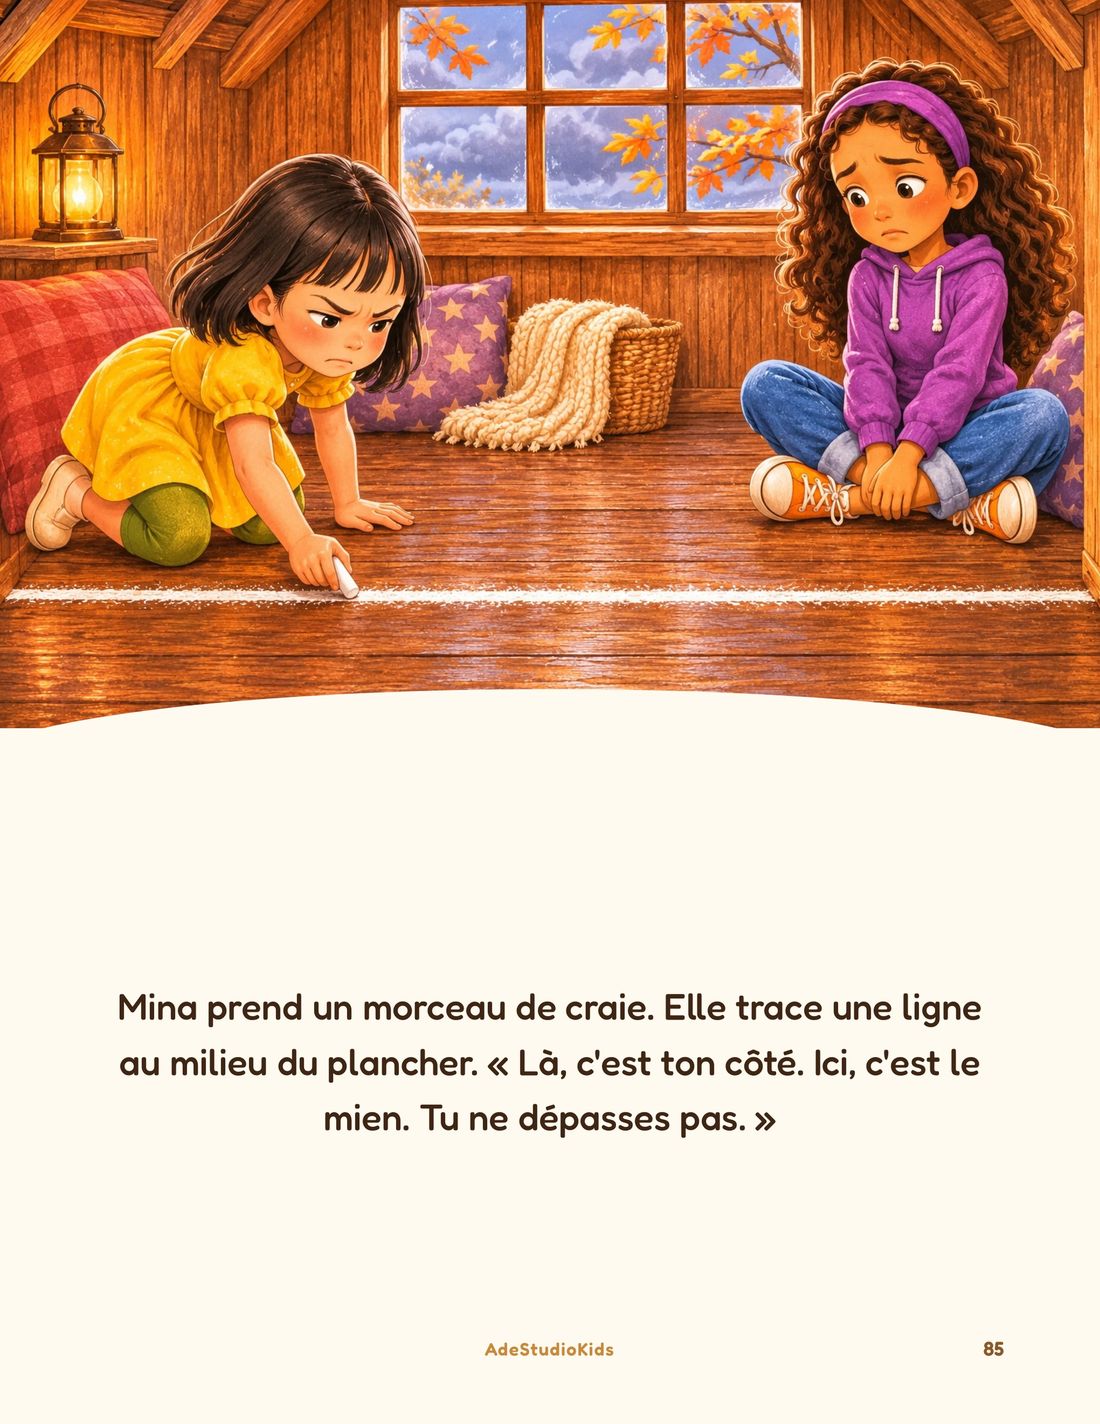 Mina prend un morceau de craie. Elle trace une ligne
au milieu du plancher. « Là, c'est ton côté. Ici, c'est le
mien. Tu ne dépasses pas. »
AdeStudioKids
85